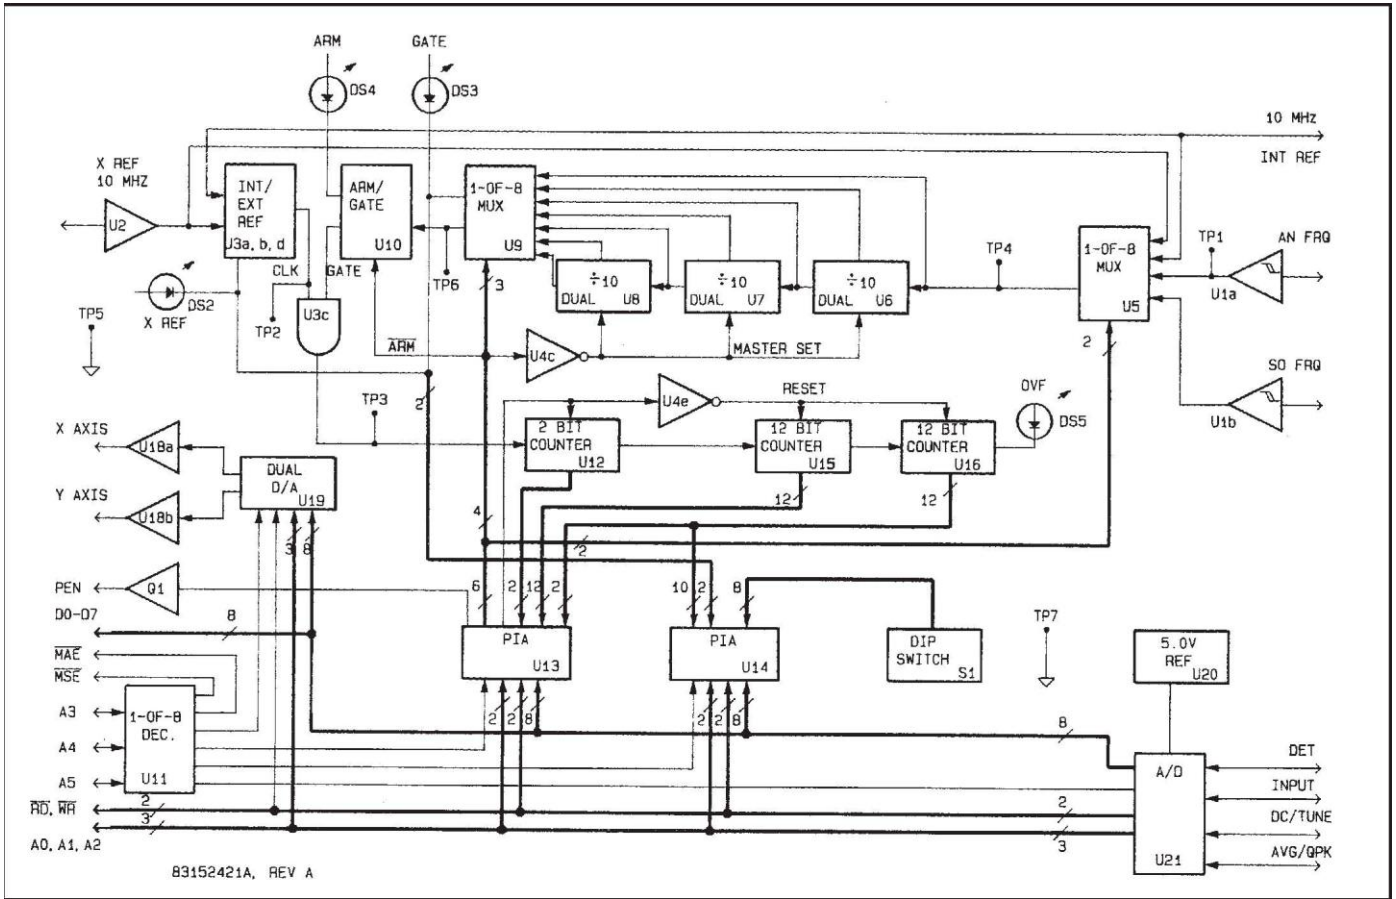 ARM
GATE
DS4
DS3
10 MHz
INT REF
X REF
10 MHZ
U2
INT/
EXT
REF
U3a, b, d
ARM/
GATE
U10
1-OF-8
MUX
U9
TP6
3
÷10
DUAL U8
÷10
DUAL U7
÷10
DUAL U6
TP4
1-OF-8
MUX
U5
2
TP1
AN FRQ
U1a
SO FRQ
U1b
CLK
GATE
DS2
X REF
TP5
TP2
U3c
ARM
U4c
MASTER SET
2
TP3
U4e
RESET
OVF
DS5
2 BIT
COUNTER
U12
12 BIT
COUNTER
U15
12 BIT
COUNTER
U16
12
12
X AXIS
U18a
Y AXIS
U18b
DUAL
D/A
U19
3
8
4
2
PEN
Q1
6
2
12
2
10
2
8
D0-D7
8
MAE
MSE
PIA
U13
PIA
U14
DIP
SWITCH
S1
TP7
5.0V
REF
U20
A3
A4
A5
1-OF-8
DEC.
U11
2
2
8
2
2
8
8
A/D
U21
DET
INPUT
DC/TUNE
AVG/QPK
RD, WR
2
3
2
3
A0, A1, A2
83152421A, REV A